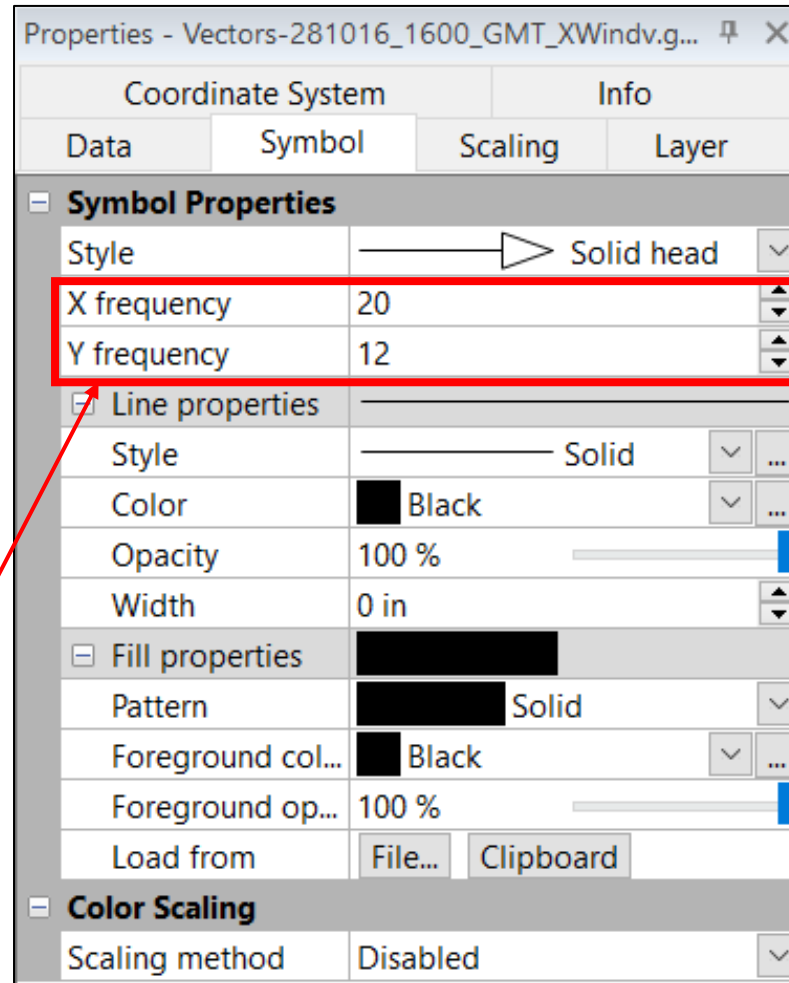 Properties - Vectors-281016_1600_GMT_XWindv.g...
Coordinate System Info
Data Symbol Scaling Layer
Symbol Properties
Style Solid head
X frequency 20
Y frequency 12
Line properties
Style Solid ...
Color Black ...
Opacity 100 %
Width 0 in
Fill properties
Pattern Solid
Foreground col... Black ...
Foreground op... 100 %
Load from File... Clipboard
Color Scaling
Scaling method Disabled